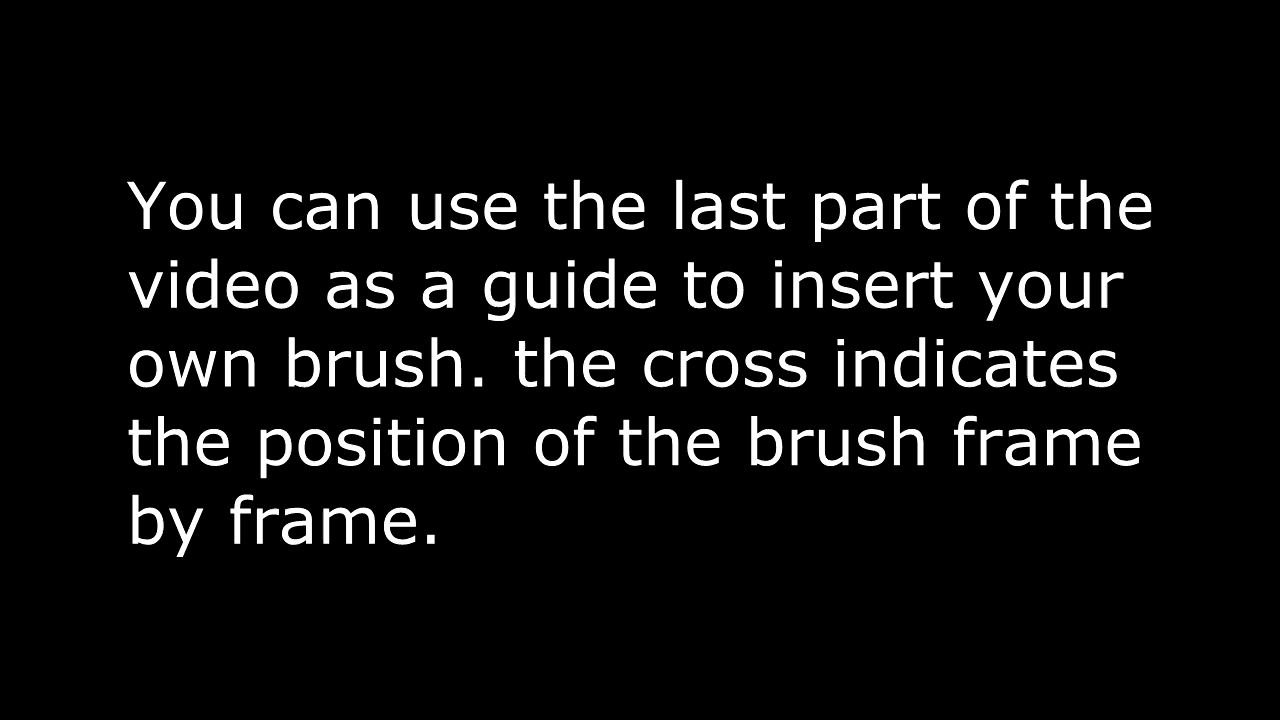 You can use the last part of the
video as a guide to insert your
own brush. the cross indicates
the position of the brush frame
by frame.